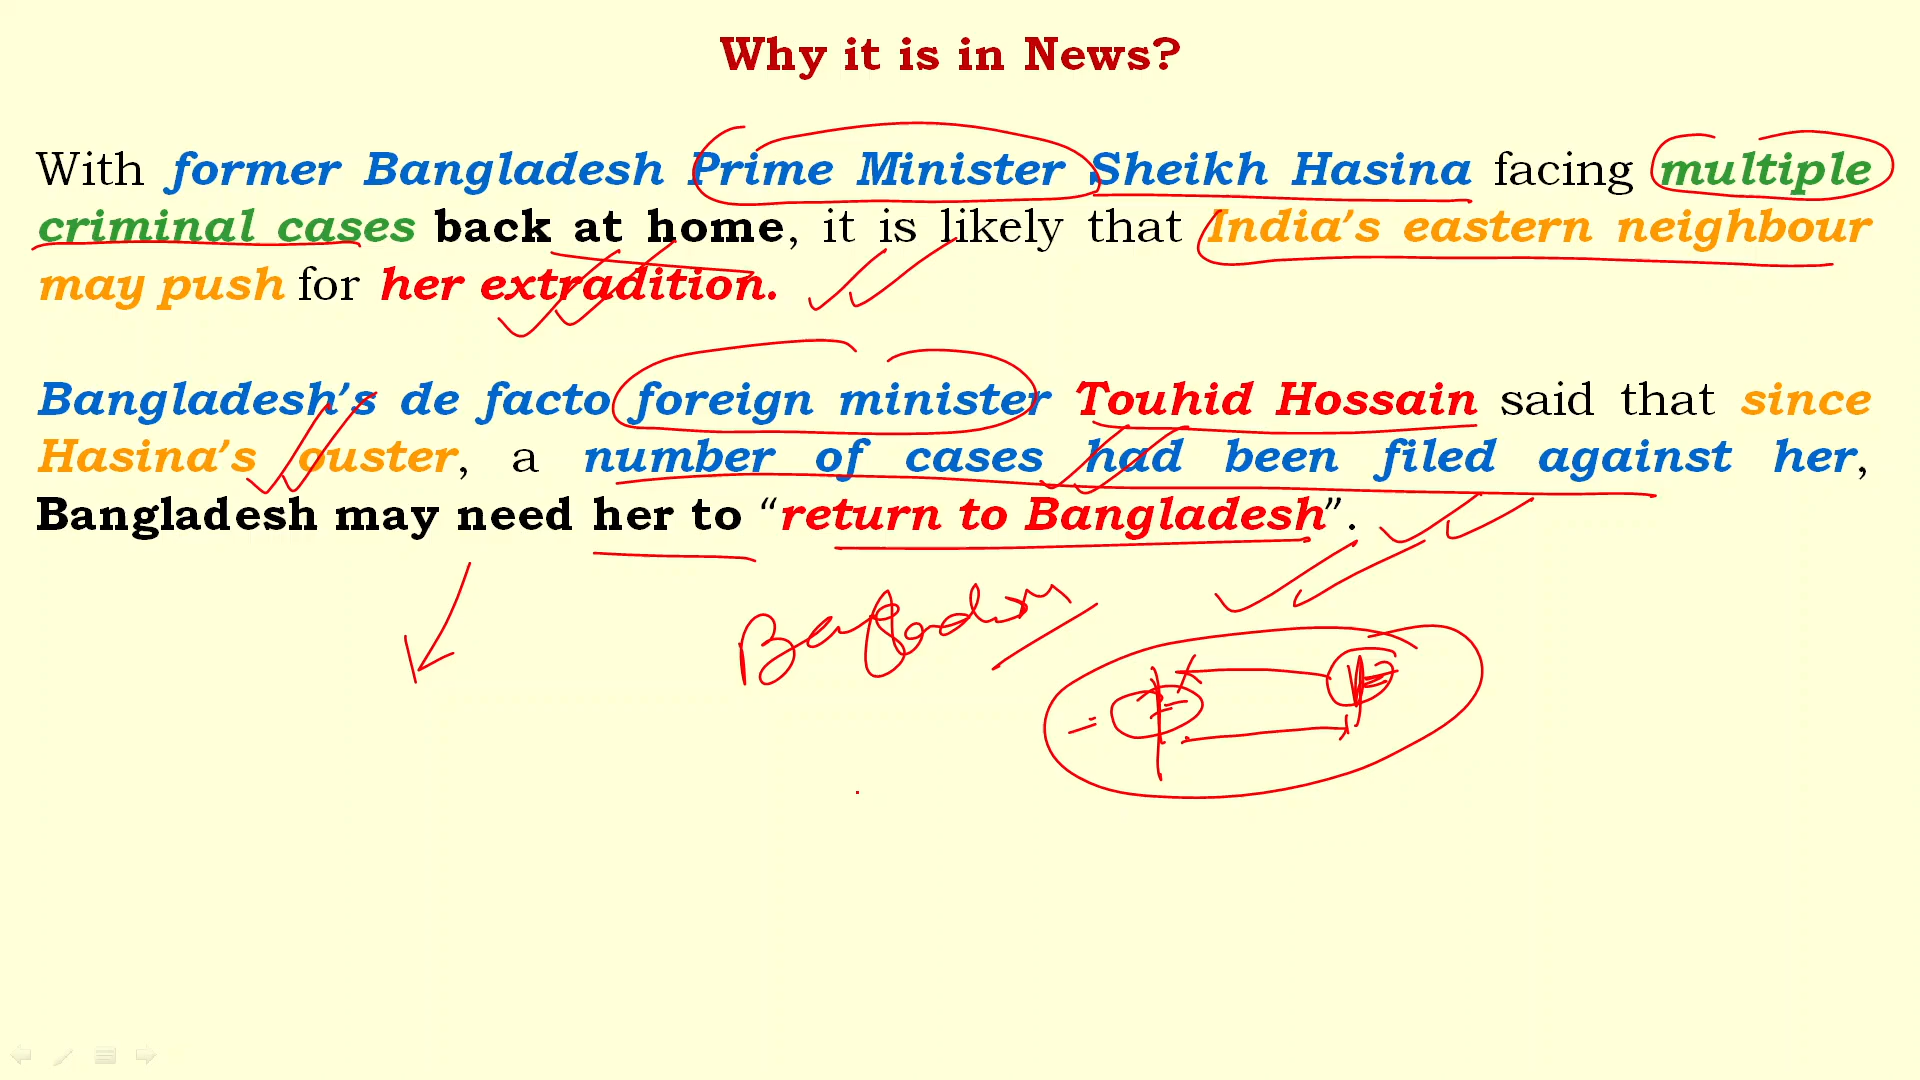 Why it is in News?
With former Bangladesh Prime Minister Sheikh Hasina facing multiple
criminal cases back at home, it is likely that India's eastern neighbour
may push for her extradition.
Bangladesh's de facto foreign minister Touhid Hossain said that since
Hasina's ouster, a number of cases had been filed against her,
Bangladesh may need her to “return to Bangladesh”.